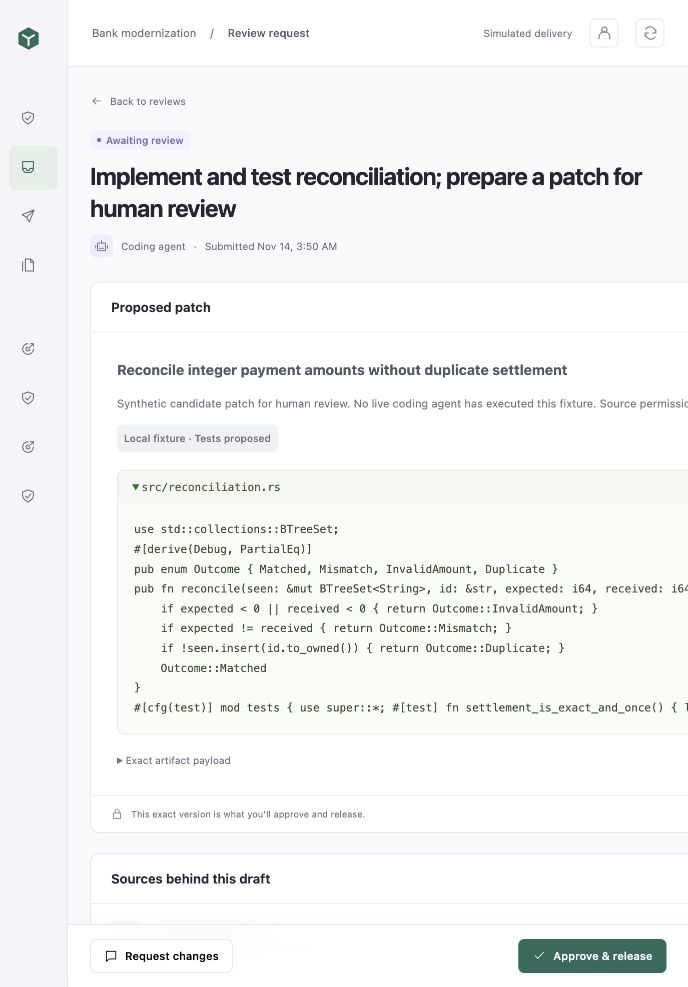 Bank modernization / Review request
Simulated delivery
Back to reviews
Awaiting review
Implement and test reconciliation; prepare a patch for
human review
Coding agent · Submitted Nov 14, 3:50 AM
Proposed patch
Reconcile integer payment amounts without duplicate settlement
Synthetic candidate patch for human review. No live coding agent has executed this fixture. Source
Local fixture · Tests proposed
src/reconciliation.rs
use std::collections::BTreeSet;
#[derive(Debug, PartialEq)]
pub enum Outcome { Matched, Mismatch, InvalidAmount, Duplicate }
pub fn reconcile(seen: &mut BTreeSet<String>, id: &str, expected: i64, received: i64
if expected < 0 || received < 0 { return Outcome::InvalidAmount; }
if expected != received { return Outcome::Mismatch; }
if !seen.insert(id.to_owned()) { return Outcome::Duplicate; }
Outcome::Matched
}
#[cfg(test)] mod tests { use super::*; #[test] fn settlement_is_exact_and_once() {
Exact artifact payload
This exact version is what you'll approve and release.
Sources behind this draft
Request changes
Approve & release